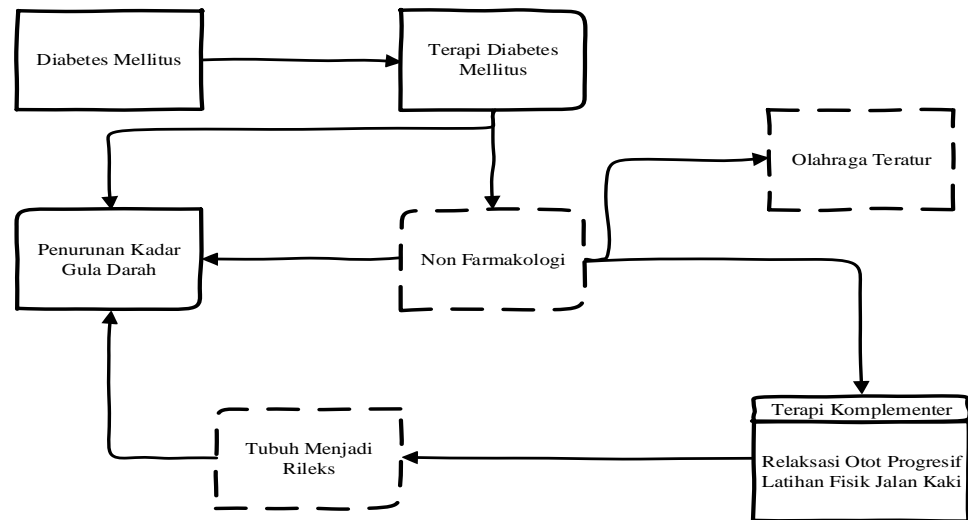 Diabetes Mellitus
Terapi Diabetes
Mellitus
Olahraga Teratur
Penurunan Kadar
Gula Darah
Non Farmakologi
Terapi Komplementer
Tubuh Menjadi
Rileks
Relaksasi Otot Progresif
Latihan Fisik Jalan Kaki